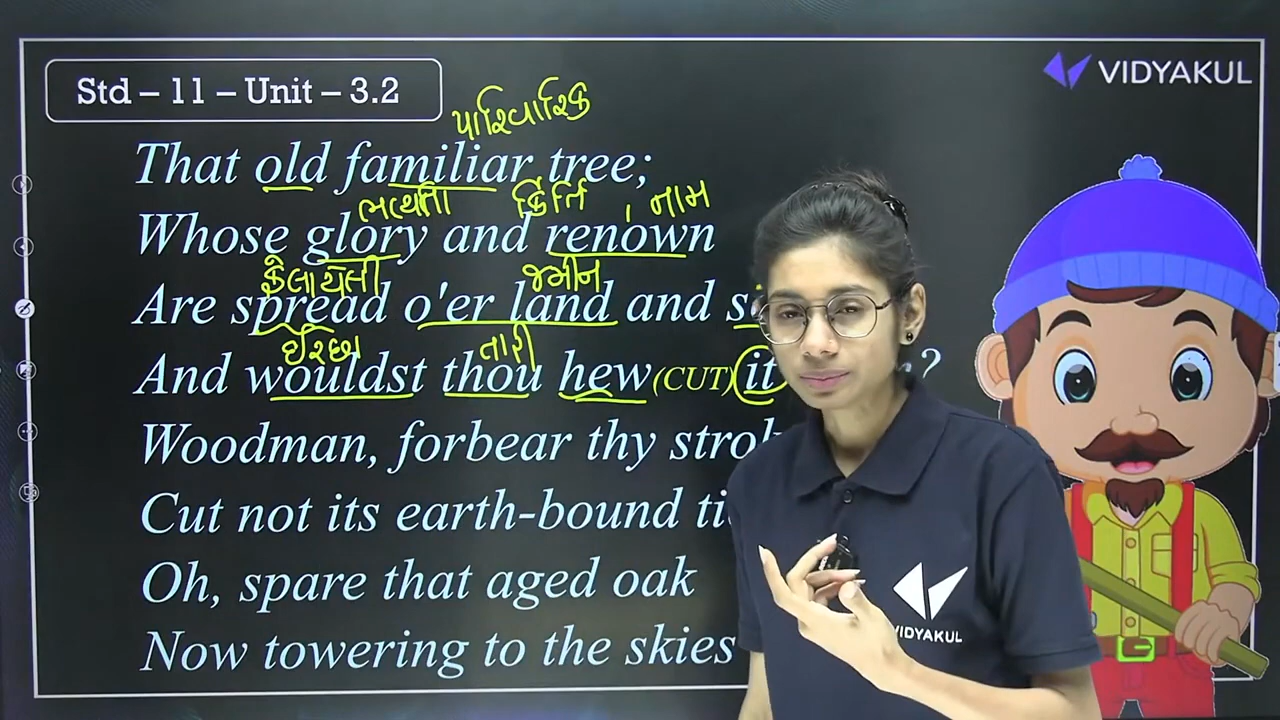 Std – 11 – Unit – 3.2
VIDYAKUL
પારિવારિક
That old familiar tree;
ભવ્યતા કિર્તિ , નામ
Whose glory and renown
ફેલાયેલી જમીન
Are spread o'er land and
ઈચ્છા તારી
And wouldst thou hew (CUT) it ?
Woodman, forbear thy
Cut not its earth-bound
Oh, spare that aged oak
Now towering to the skies
VIDYAKUL